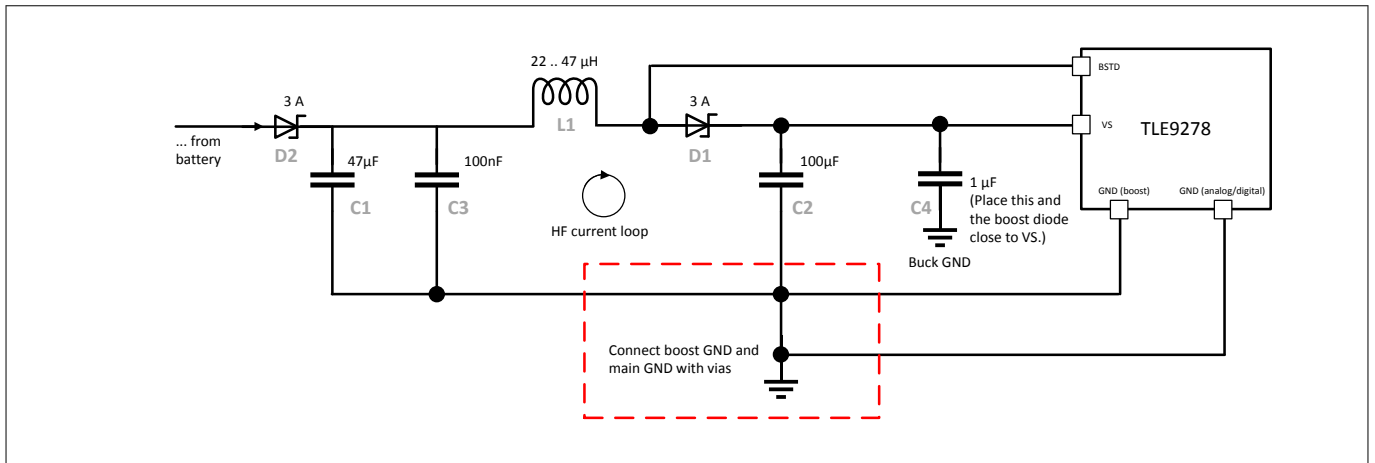 22 .. 47 µH
L1
3 A
D2
... from
battery
47µF
C1
100nF
C3
HF current loop
3 A
D1
100µF
C2
C4
1 µF
(Place this and
the boost diode
close to VS.)
Buck GND
BSTD
VS
TLE9278
GND (boost)
GND (analog/digital)
Connect boost GND and
main GND with vias